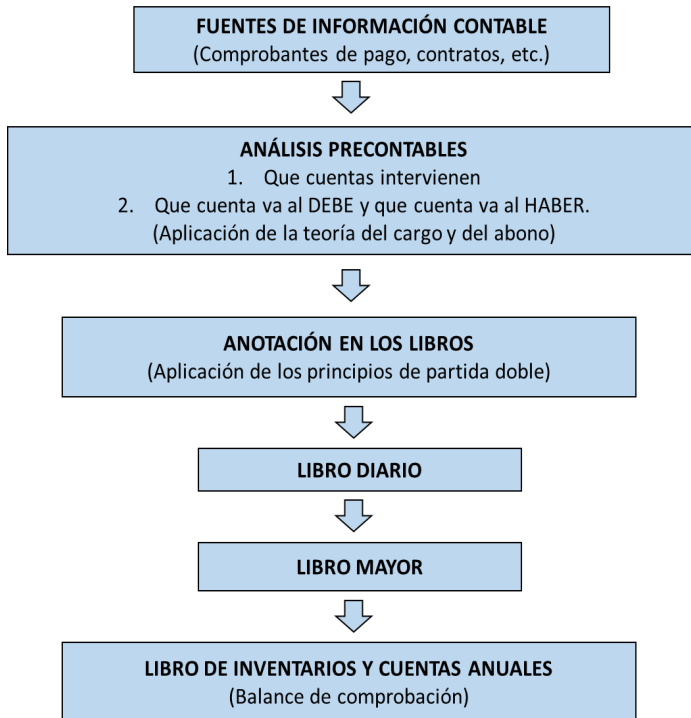 FUENTES DE INFORMACIÓN CONTABLE
(Comprobantes de pago, contratos, etc.)
ANÁLISIS PRECONTABLES
1. Que cuentas intervienen
2. Que cuenta va al DEBE y que cuenta va al HABER.
(Aplicación de la teoría del cargo y del abono)
ANOTACIÓN EN LOS LIBROS
(Aplicación de los principios de partida doble)
LIBRO DIARIO
LIBRO MAYOR
LIBRO DE INVENTARIOS Y CUENTAS ANUALES
(Balance de comprobación)